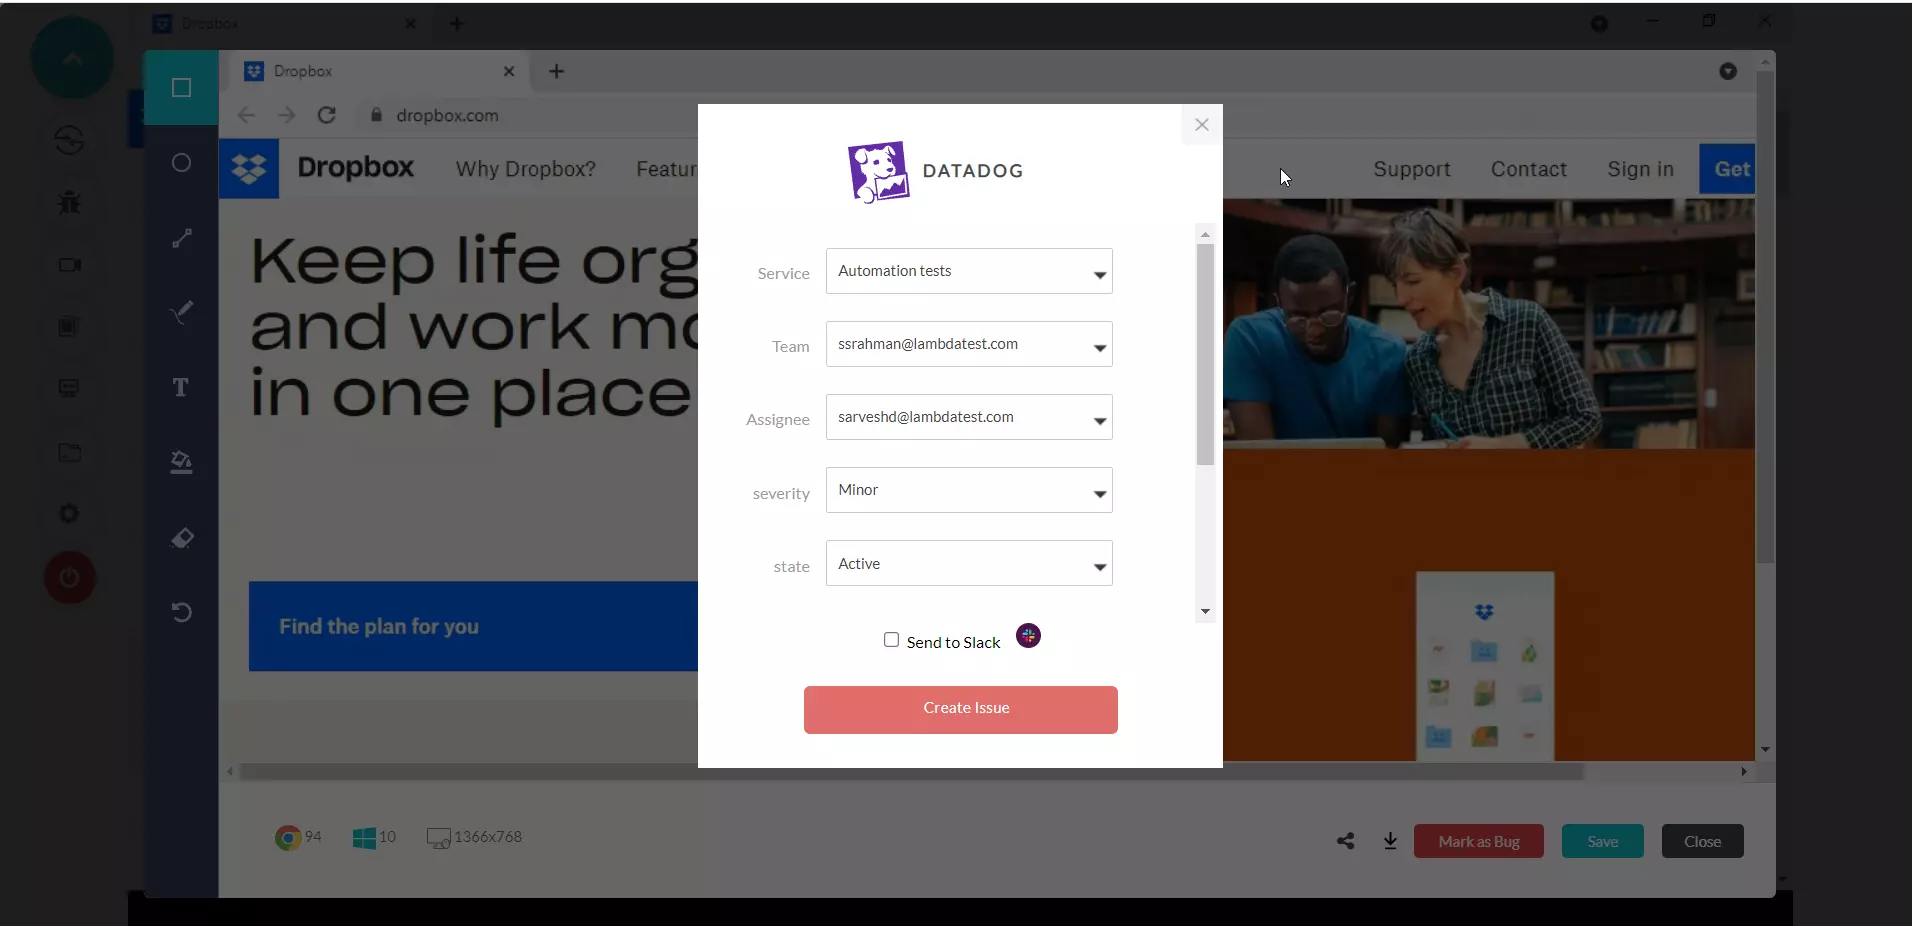 Dropbox
Dropbox
dropbox.com
Dropbox
Why Dropbox?
Featur
Support
Contact
Sign in
Get
Keep life org
and work mo
in one place
Find the plan for you
DATADOG
Service
Automation tests
Team
ssrahman@lambdatest.com
Assignee
sarveshd@lambdatest.com
severity
Minor
state
Active
Send to Slack
Create Issue
T
94
10
1366x768
Mark as Bug
Save
Close